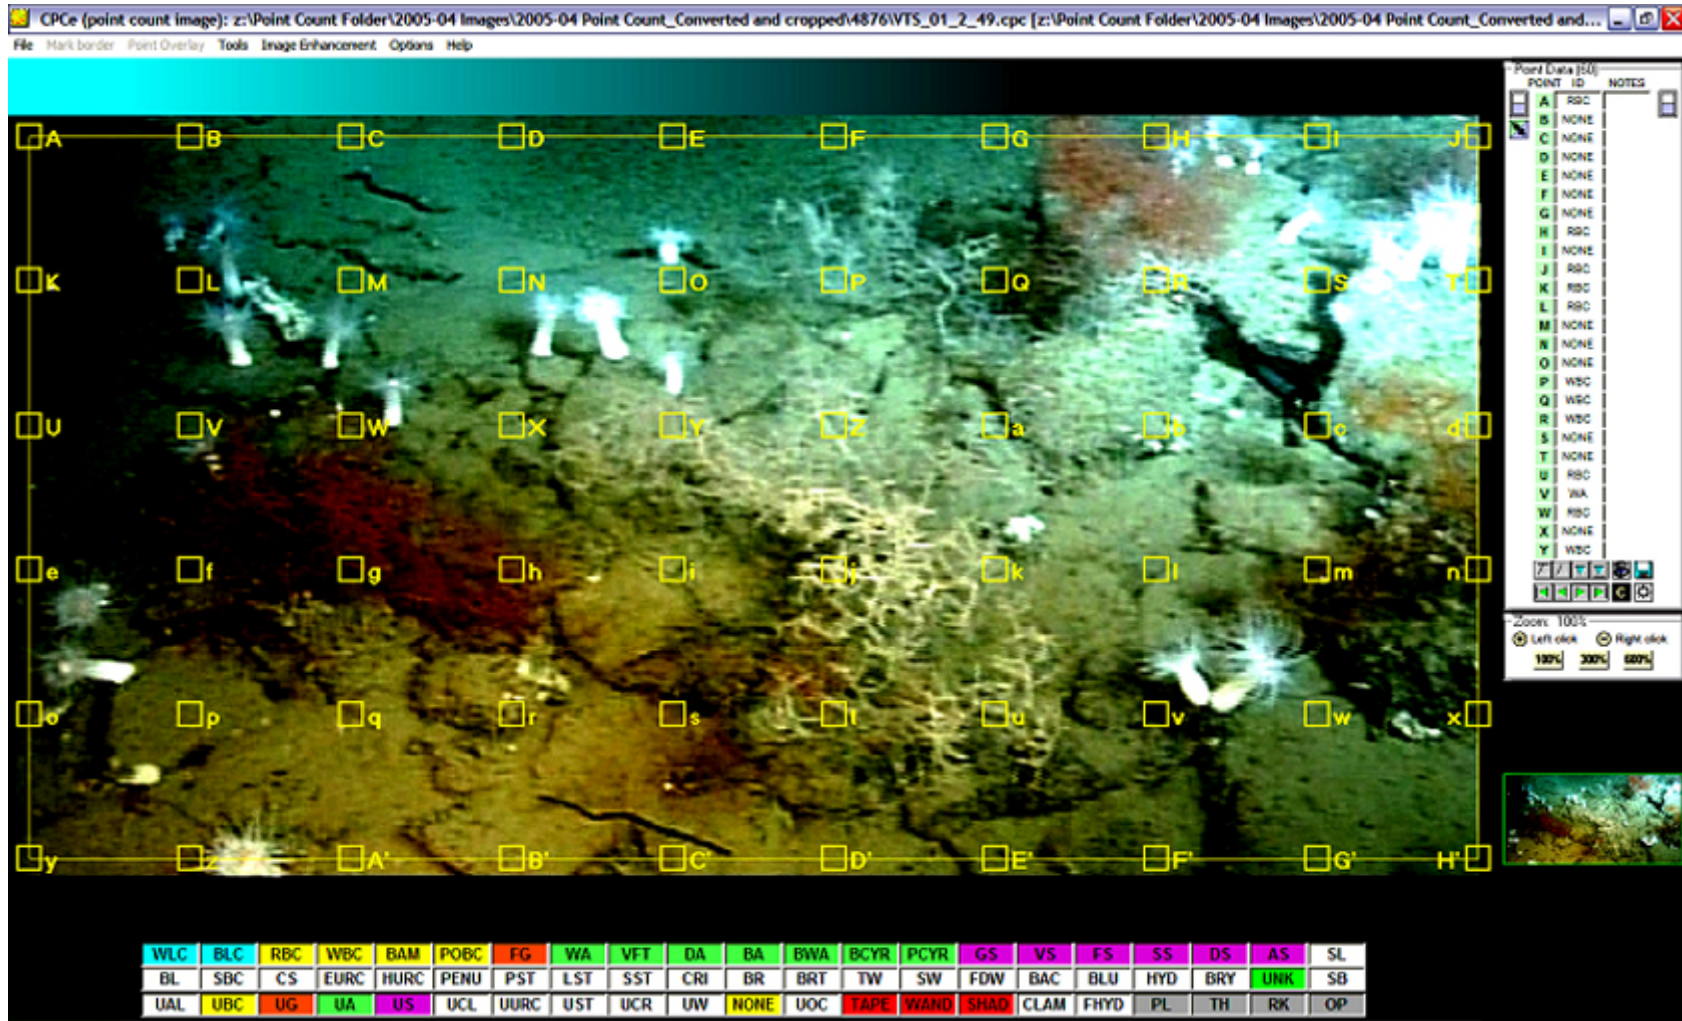 CPCe (point count image): z:\Point Count Folder\2005-04 Images\2005-04 Point Count_Converted and cropped\4876\VTS_01_2_49.cpc [z:\Point Count Folder\2005-04 Images\2005-04 Point Count_Converted and...
File Mark border Point Overlay Tools Image Enhancement Options Help
Point Data [60]
POINT ID NOTES
A RBC
B NONE
C NONE
D NONE
E NONE
F NONE
G NONE
H RBC
I NONE
J RBC
K RBC
L RBC
M NONE
N NONE
O NONE
P WBC
Q WBC
R WBC
S NONE
T NONE
U RBC
V WA
W RBC
X NONE
Y WBC
C
Zoom: 100%
Left click Right click
100% 300% 600%
A B C D E F G H I J
K L M N O P Q R S T
U V W X Y Z a b c d
e f g h i j k l m n
o p q r s t u v w x
y z A' B' C' D' E' F' G' H'
WLC BLC RBC WBC BAM POBC FG WA VFT DA BA BWA BCYR PCYR GS VS FS SS DS AS SL
BL SBC CS EURC HURC PENU PST LST SST CRI BR BRT TW SW FDW BAC BLU HYD BRY UNK SB
UAL UBC UG UA US UCL UURC UST UCR UW NONE UOC TAPE WAND SHAD CLAM FHYD PL TH RK OP